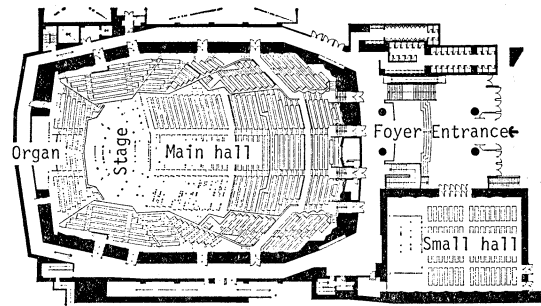 Organ
Stage
Main hall
Foyer
Entrance
Small hall